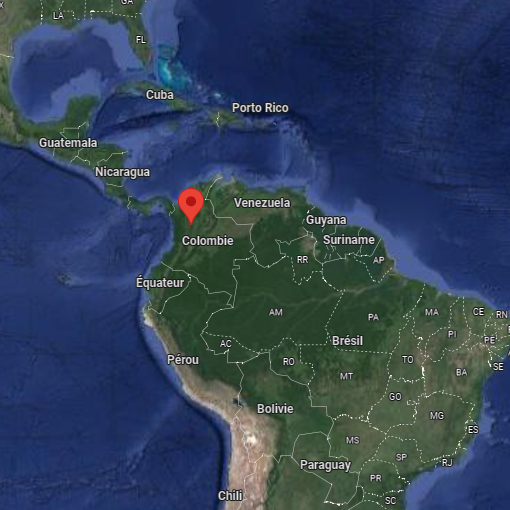 GA
LA
FL
Cuba
Porto Rico
Guatemala
Nicaragua
Venezuela
Guyana
Colombie
Suriname
RR
AP
Équateur
AM
PA
MA
CE
RN
PI
PE
AC
Brésil
Pérou
RO
TO
SE
MT
BA
GO
Bolivie
MG
MS
ES
SP
Paraguay
RJ
PR
Chili
SC